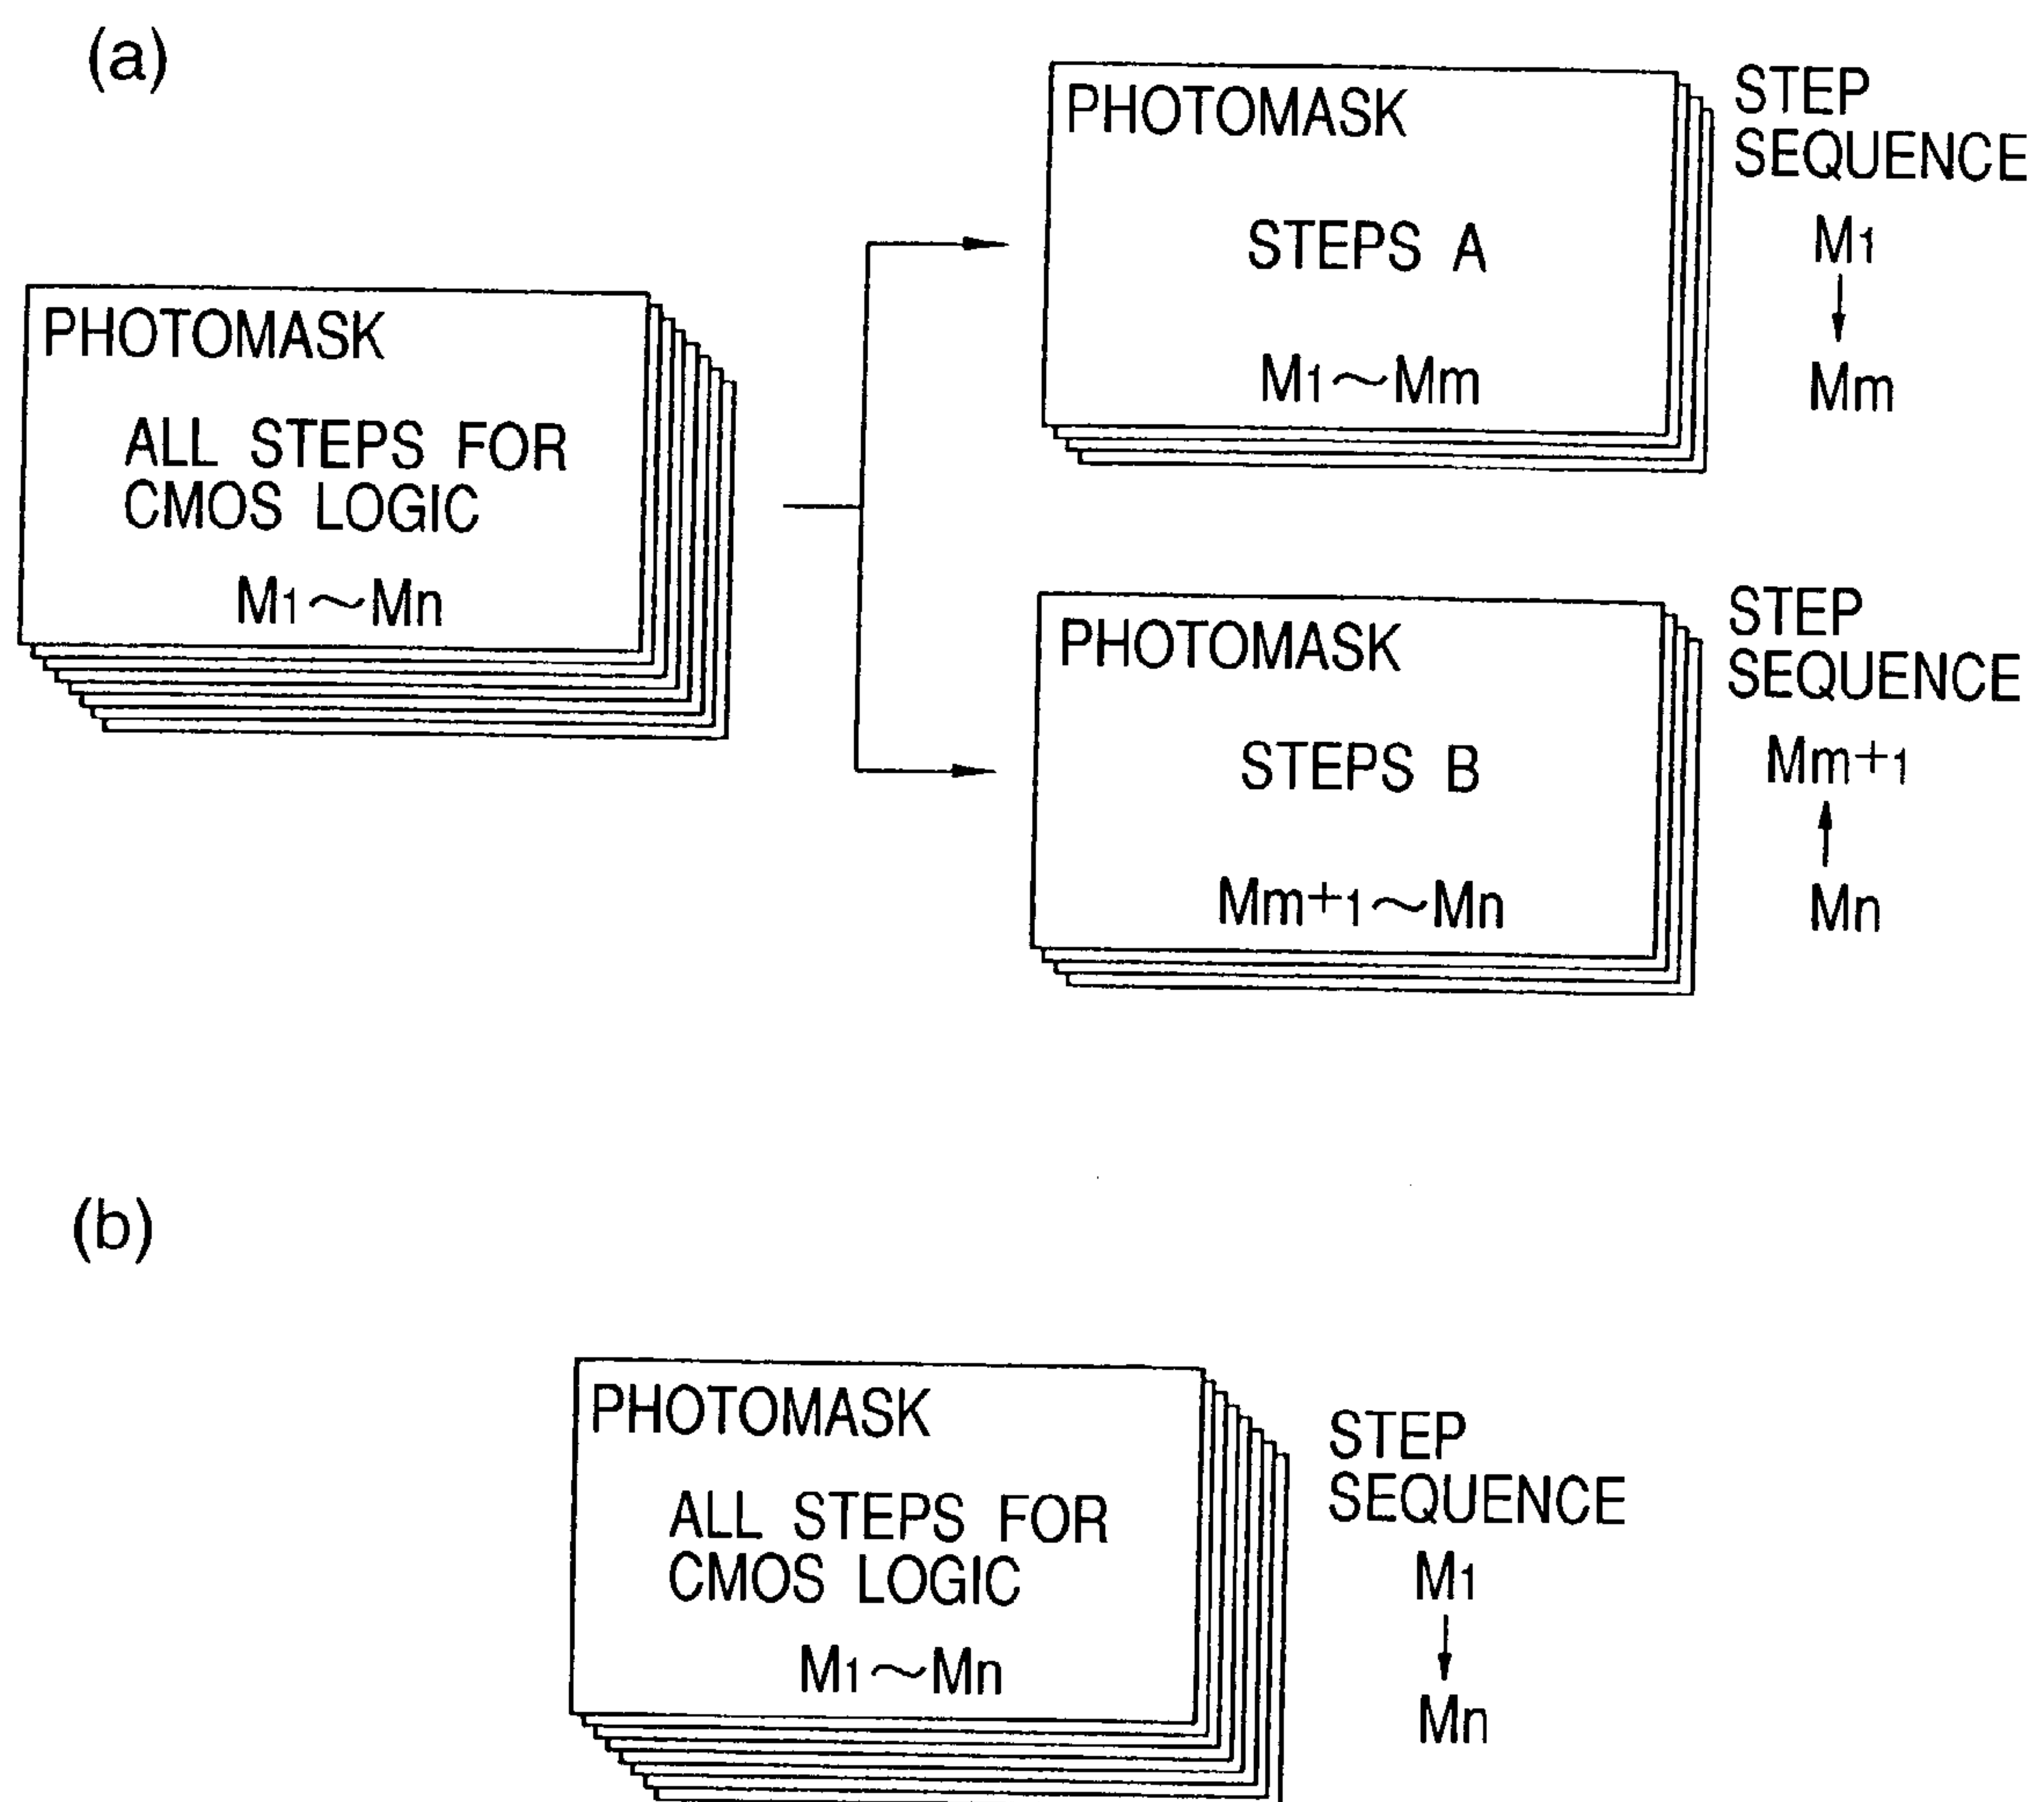 (a)
PHOTOMASK
ALL STEPS FOR
CMOS LOGIC
M1~Mn
PHOTOMASK
STEPS A
M1~Mm
STEP
SEQUENCE
M1
Mm
PHOTOMASK
STEPS B
Mm+1~Mn
STEP
SEQUENCE
Mm+1
Mn
(b)
PHOTOMASK
ALL STEPS FOR
CMOS LOGIC
M1~Mn
STEP
SEQUENCE
M1
Mn